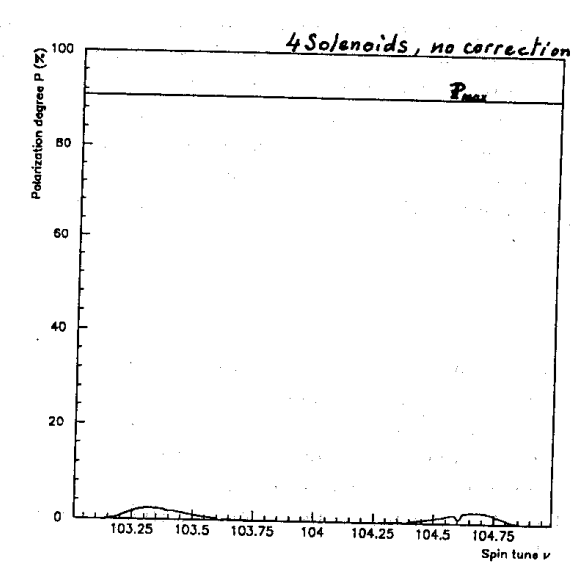 4 Solenoids, no correction
100
Polarization degree P (%)
Pmax
80
60
40
20
0
103.25 103.5 103.75 104 104.25 104.5 104.75
Spin tune ν